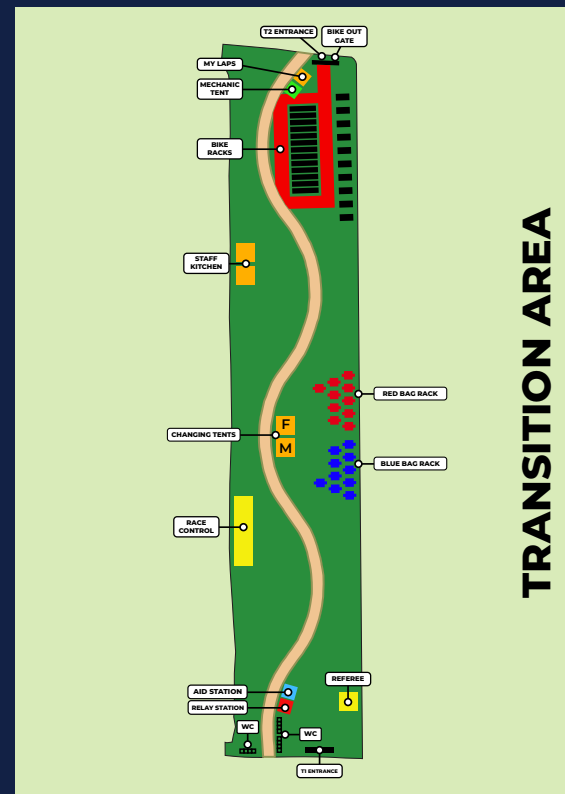 T2 ENTRANCE
BIKE OUT
GATE
MY LAPS
MECHANIC
TENT
BIKE
RACKS
STAFF
KITCHEN
RED BAG RACK
F
CHANGING TENTS
M
BLUE BAG RACK
RACE
CONTROL
REFEREE
AID STATION
RELAY STATION
WC
WC
T1 ENTRANCE
TRANSITION AREA